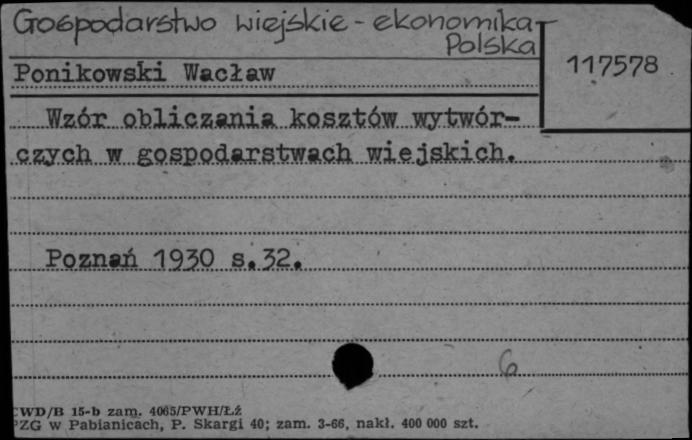 Gospodarstwo wiejskie - ekonomika -
Polska
117578
Ponikowski Wacław
Wzór obliczania kosztów wytwór-
czych w gospodarstwach wiejskich.
Poznań 1930 s.32.
6
CWD/B 15-b zam. 4065/PWH/Łź
PZG w Pabianicach, P. Skargi 40; zam. 3-66, nakł. 400 000 szt.